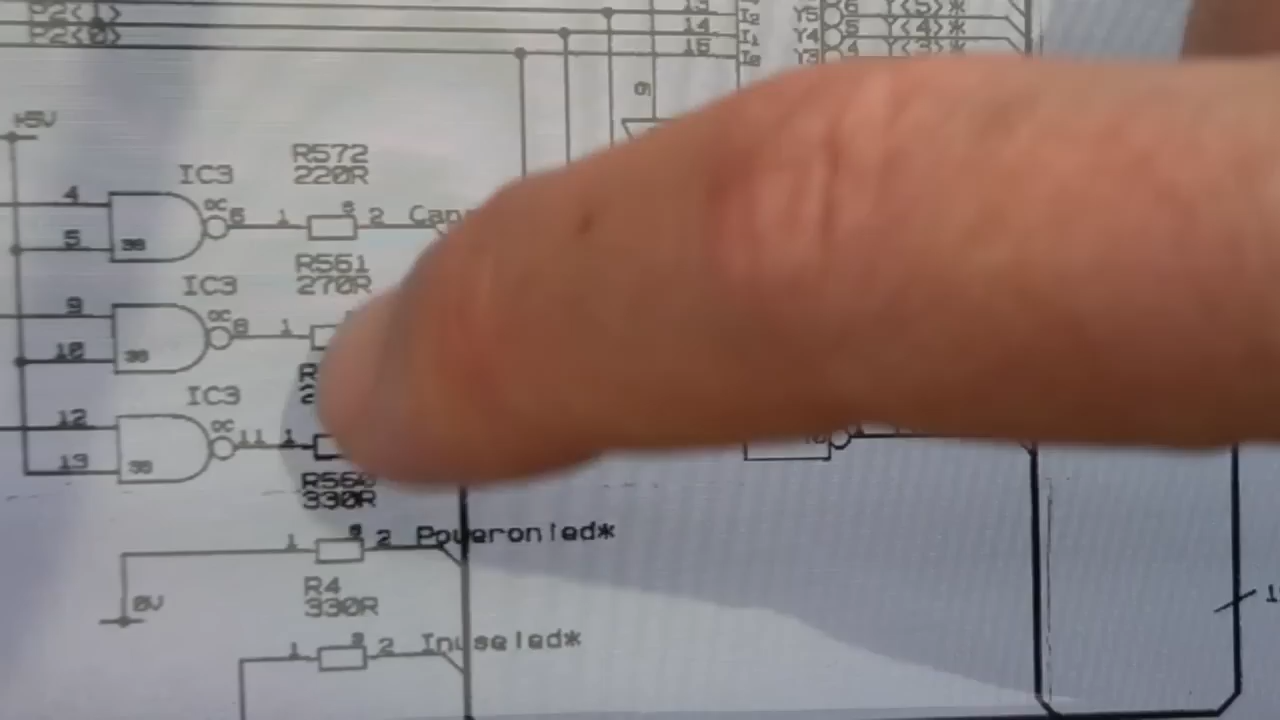 P2<1>
P2<0>
13
14
15
I2
I1
I0
Y5
Y4
Y3
6
5
4
Y<5>*
Y<4>*
Y<3>*
9
+5V
IC3
R572
220R
4
5
38
OC
6
1
2
IC3
R561
270R
9
10
38
OC
8
1
IC3
12
13
38
OC
11
1
330R
1
2
Poweronled*
0V
R4
330R
1
2
Inuseled*